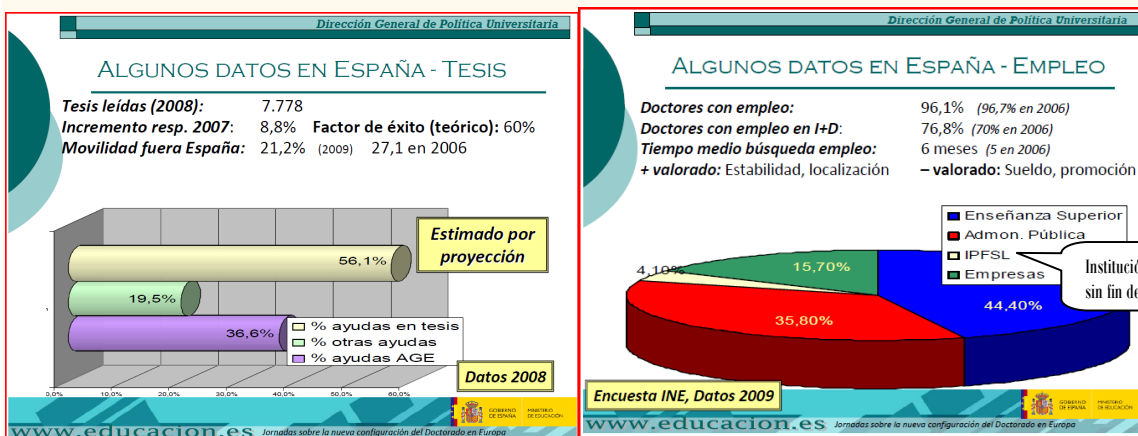 Dirección General de Política Universitaria
ALGUNOS DATOS EN ESPAÑA - TESIS
Tesis leídas (2008): 7.778
Incremento resp. 2007: 8,8% Factor de éxito (teórico): 60%
Movilidad fuera España: 21,2% (2009) 27,1 en 2006
Estimado por
proyección
56,1%
19,5%
36,6%
% ayudas en tesis
% otras ayudas
% ayudas AGE
Datos 2008
0,0% 10,0% 20,0% 30,0% 40,0% 50,0% 60,0%
GOBIERNO DE ESPAÑA MINISTERIO DE EDUCACIÓN
www.educacion.es Jornadas sobre la nueva configuración del Doctorado en Europa
Dirección General de Política Universitaria
ALGUNOS DATOS EN ESPAÑA - EMPLEO
Doctores con empleo: 96,1% (96,7% en 2006)
Doctores con empleo en I+D: 76,8% (70% en 2006)
Tiempo medio búsqueda empleo: 6 meses (5 en 2006)
+ valorado: Estabilidad, localización – valorado: Sueldo, promoción
Enseñanza Superior
Admon. Pública
IPFSL
Empresas
Institució
sin fin de
4,10%
15,70%
44,40%
35,80%
Encuesta INE, Datos 2009
GOBIERNO DE ESPAÑA MINISTERIO DE EDUCACIÓN
www.educacion.es Jornadas sobre la nueva configuración del Doctorado en Europa